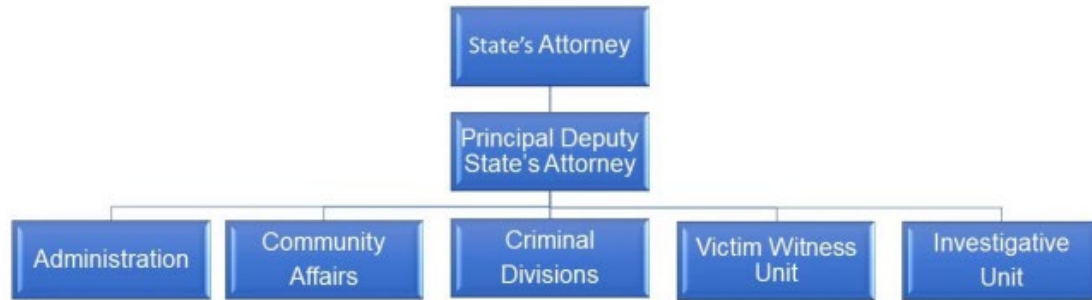 State's Attorney
Principal Deputy
State's Attorney
Administration
Community
Affairs
Criminal
Divisions
Victim Witness
Unit
Investigative
Unit